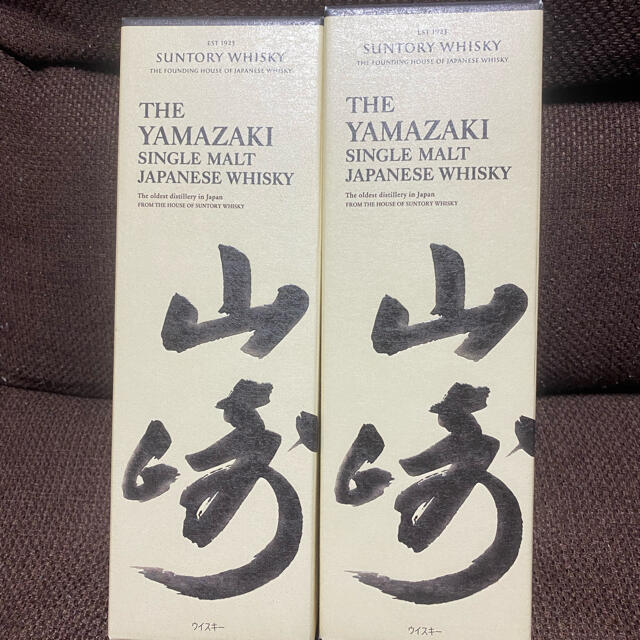 EST 1923
SUNTORY WHISKY
THE FOUNDING HOUSE OF JAPANESE WHISKY
THE
YAMAZAKI
SINGLE MALT
JAPANESE WHISKY
The oldest distillery in Japan
FROM THE HOUSE OF SUNTORY WHISKY
山
崎
ウイスキー
EST 1923
SUNTORY WHISKY
THE FOUNDING HOUSE OF JAPANESE WHISKY
THE
YAMAZAKI
SINGLE MALT
JAPANESE WHISKY
The oldest distillery in Japan
FROM THE HOUSE OF SUNTORY WHISKY
山
崎
ウイスキー